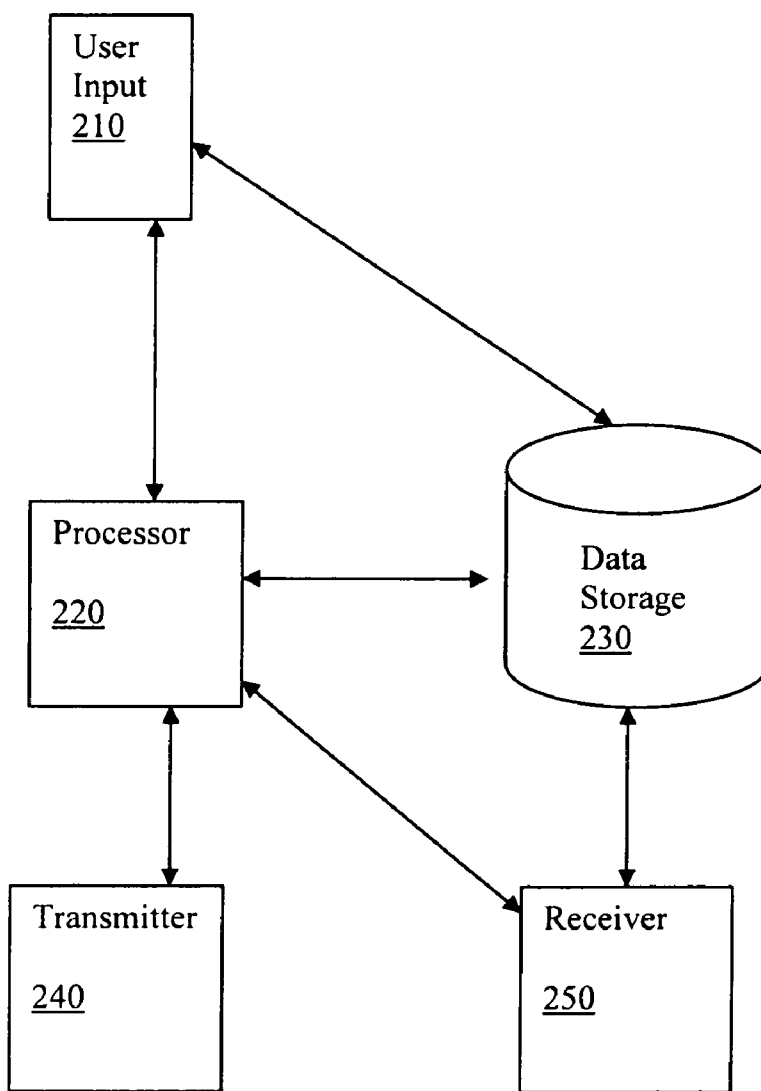 User
Input
210
Processor
220
Data
Storage
230
Transmitter
240
Receiver
250